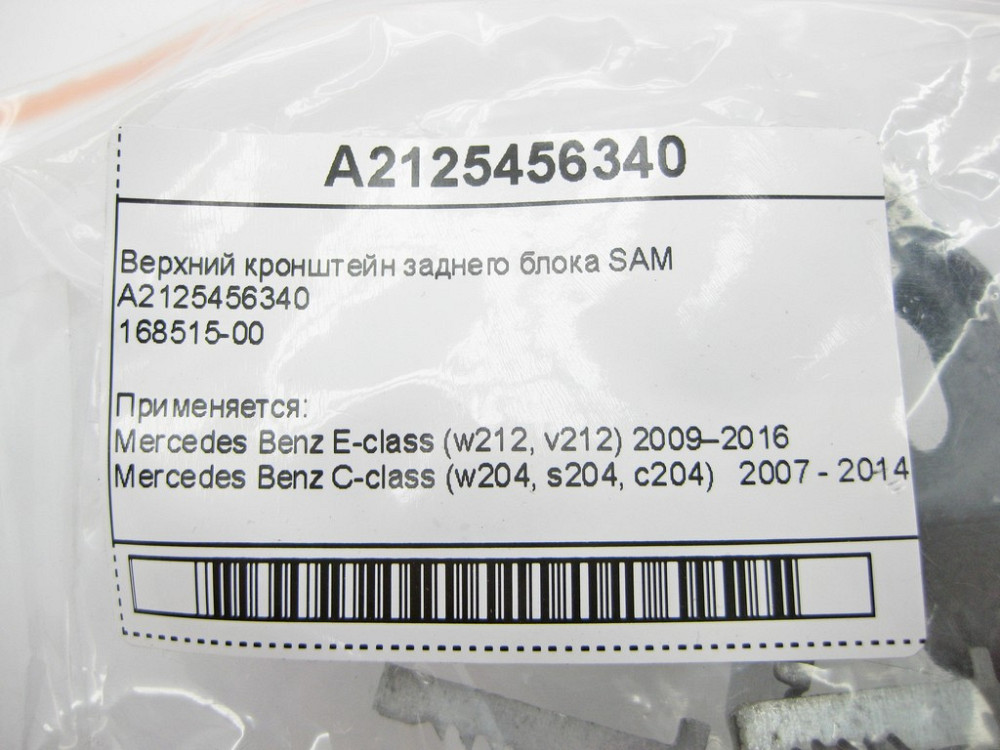 A2125456340
Верхний кронштейн заднего блока SAM
A2125456340
168515-00
Применяется:
Mercedes Benz E-class (w212, v212) 2009–2016
Mercedes Benz C-class (w204, s204, c204) 2007 - 2014